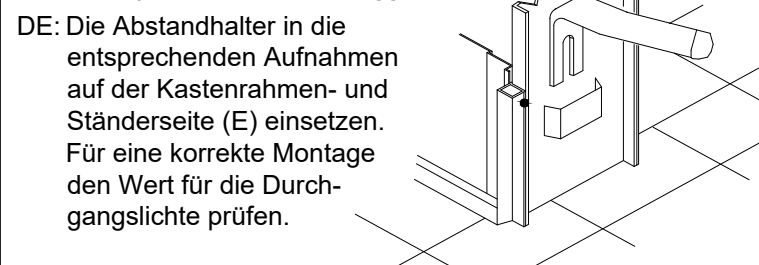 DE: Die Abstandhalter in die
entsprechenden Aufnahmen
auf der Kastenrahmen- und
Ständerseite (E) einsetzen.
Für eine korrekte Montage
den Wert für die Durch-
gangslichte prüfen.